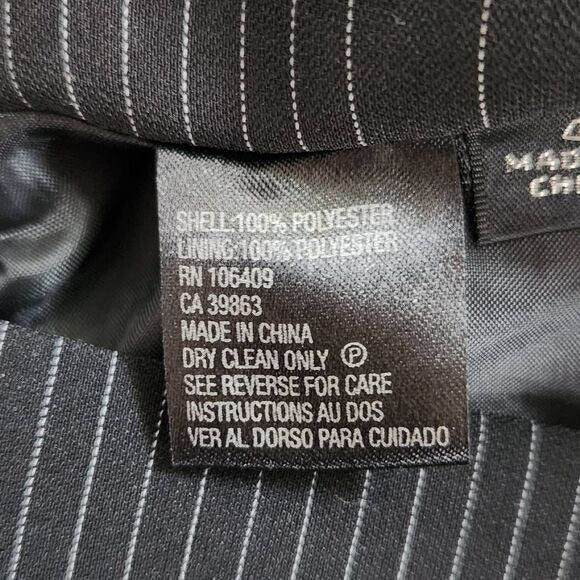 SHELL:100% POLYESTER
LINING:100% POLYESTER
RN 106409
CA 39863
MADE IN CHINA
DRY CLEAN ONLY Ⓟ
SEE REVERSE FOR CARE
INSTRUCTIONS AU DOS
VER AL DORSO PARA CUIDADO